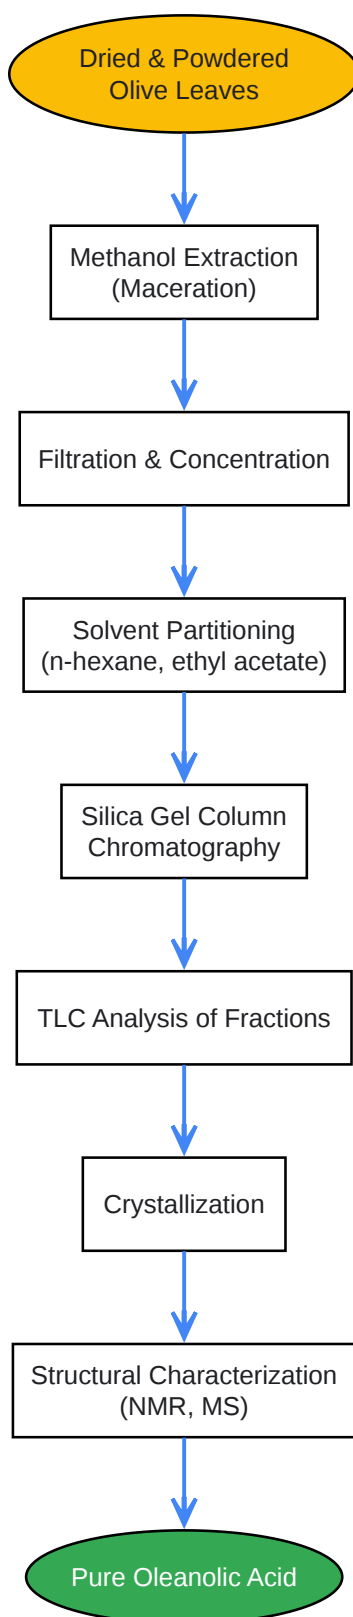 Dried & Powdered
Olive Leaves
Methanol Extraction
(Maceration)
Filtration & Concentration
Solvent Partitioning
(n-hexane, ethyl acetate)
Silica Gel Column
Chromatography
TLC Analysis of Fractions
Crystallization
Structural Characterization
(NMR, MS)
Pure Oleanolic Acid